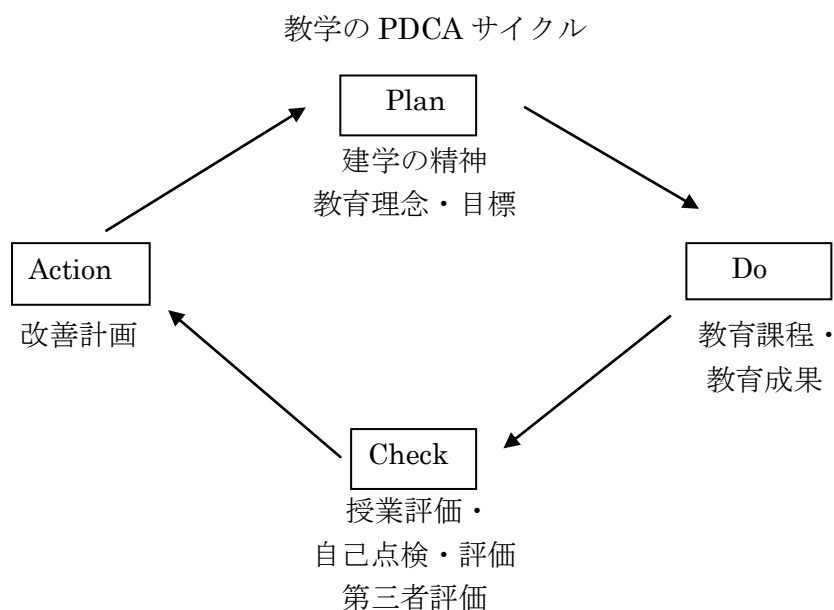 教学の PDCA サイクル
Plan
建学の精神
教育理念・目標
Action
改善計画
Do
教育課程・
教育成果
Check
授業評価・
自己点検・評価
第三者評価